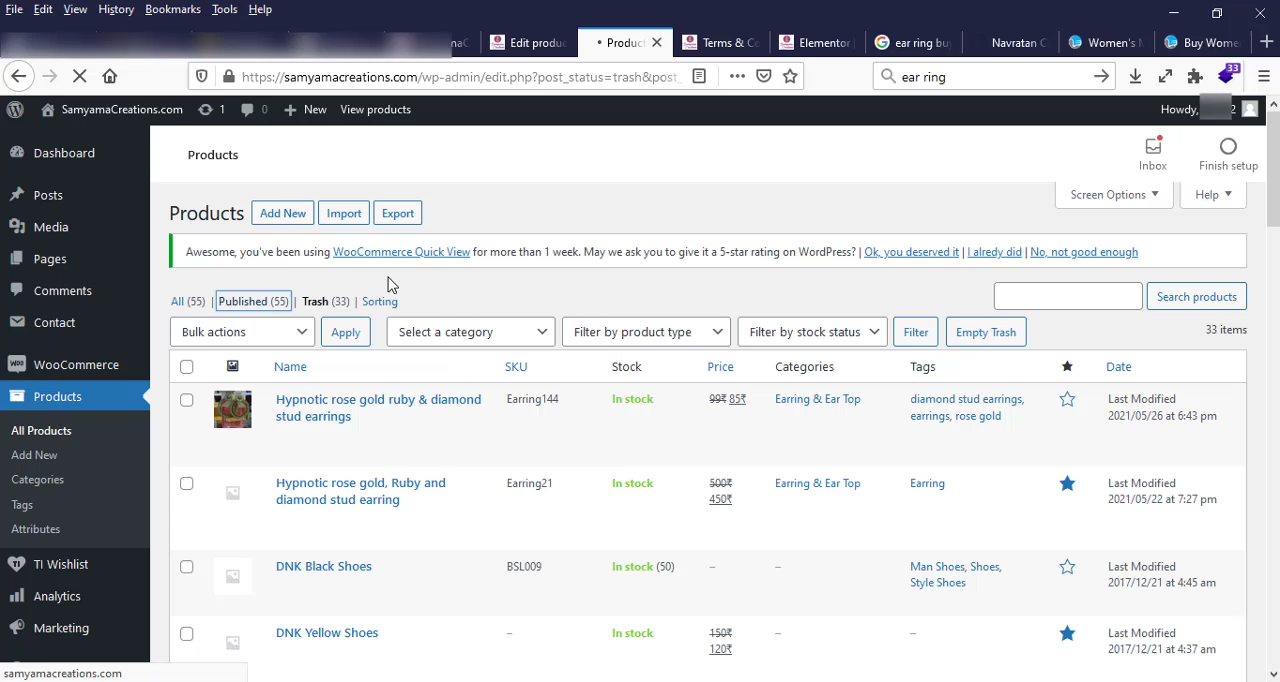 File Edit View History Bookmarks Tools Help
Edit produc
Produc
Terms & Co
Elementor
ear ring bu
Navratan C
Women's N
Buy Wome
https://samyamacreations.com/wp-admin/edit.php?post_status=trash&post_
ear ring
33
SamyamaCreations.com 1 0 New View products Howdy,
Dashboard
Posts
Media
Pages
Comments
Contact
WooCommerce
Products
All Products
Add New
Categories
Tags
Attributes
TI Wishlist
Analytics
Marketing
samyamacreations.com
Products
Inbox
Finish setup
Screen Options
Help
Products Add New Import Export
Awesome, you've been using WooCommerce Quick View for more than 1 week. May we ask you to give it a 5-star rating on WordPress? | Ok, you deserved it | I alredy did | No, not good enough
All (55) | Published (55) | Trash (33) | Sorting
Search products
Bulk actions Apply Select a category Filter by product type Filter by stock status Filter Empty Trash 33 items
Name SKU Stock Price Categories Tags Date
Hypnotic rose gold ruby & diamond stud earrings Earring144 In stock 99₹ 85₹ Earring & Ear Top diamond stud earrings, earrings, rose gold Last Modified 2021/05/26 at 6:43 pm
Hypnotic rose gold, Ruby and diamond stud earring Earring21 In stock 500₹ 450₹ Earring & Ear Top Earring Last Modified 2021/05/22 at 7:27 pm
DNK Black Shoes BSL009 In stock (50) – – Man Shoes, Shoes, Style Shoes Last Modified 2017/12/21 at 4:45 am
DNK Yellow Shoes – In stock 150₹ 120₹ – – Last Modified 2017/12/21 at 4:37 am